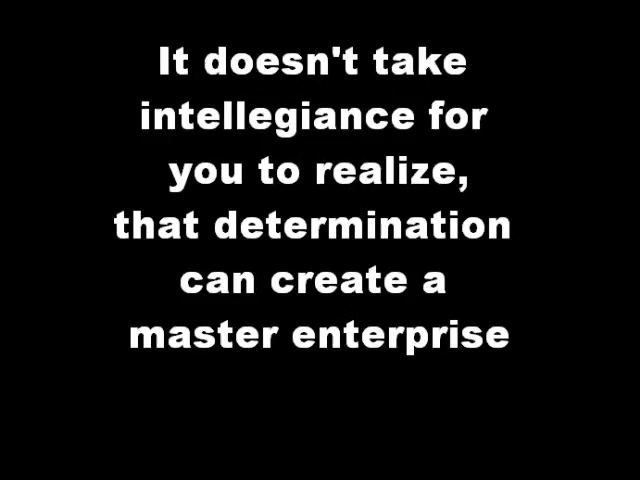 It doesn't take
intellegiance for
you to realize,
that determination
can create a
master enterprise